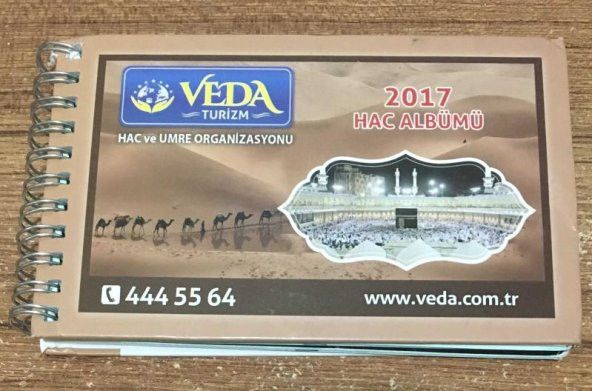 VEDA
TURİZM
HAC ve UMRE ORGANİZASYONU
2017
HAC ALBÜMÜ
444 55 64
www.veda.com.tr